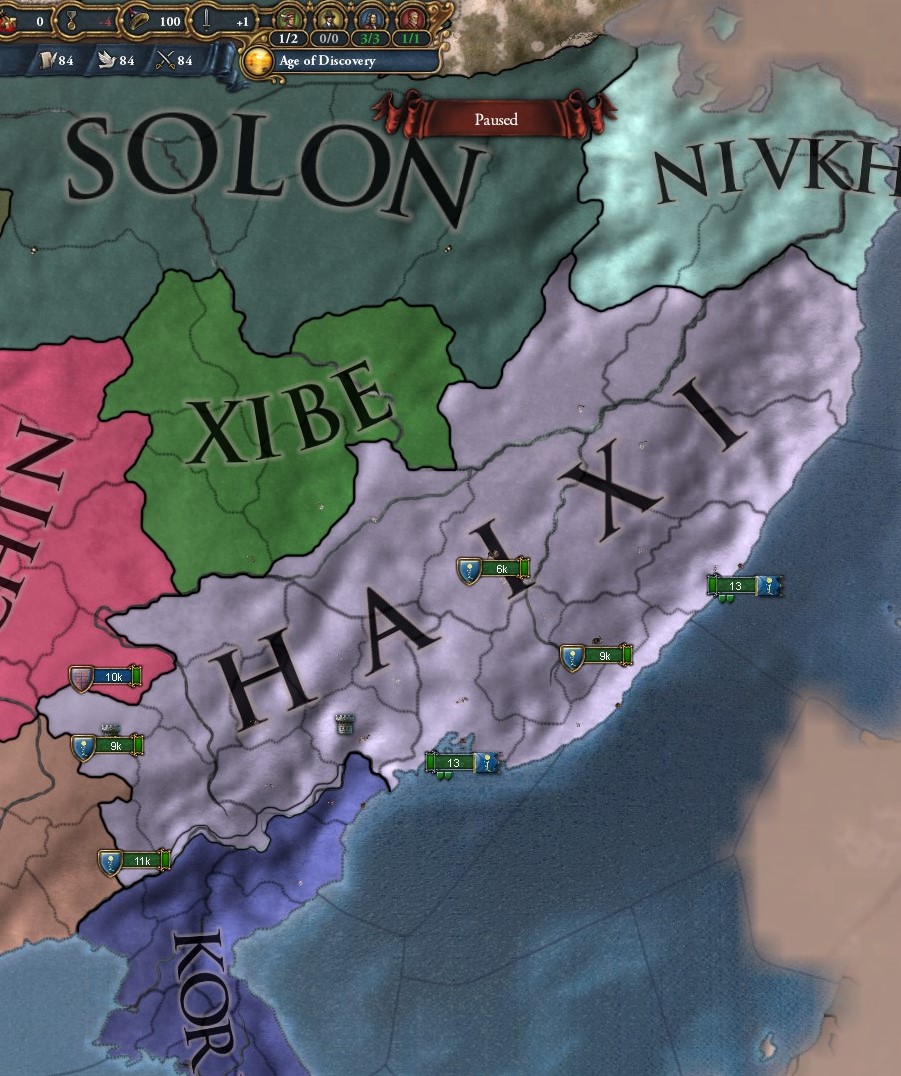 0 -4 100 +1
1/2 0/0 3/3 1/1
84 84 84 Age of Discovery
Paused
SOLON
NIVKH
XIBE
HAIXI
6k
13
9k
10k
9k
13
11k
KOR